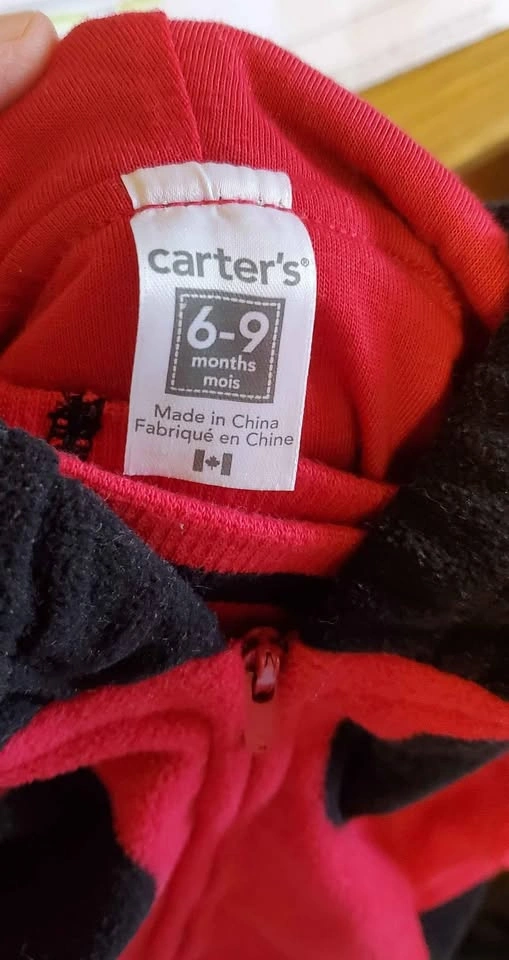 carter's®
6-9
months
mois
Made in China
Fabriqué en Chine